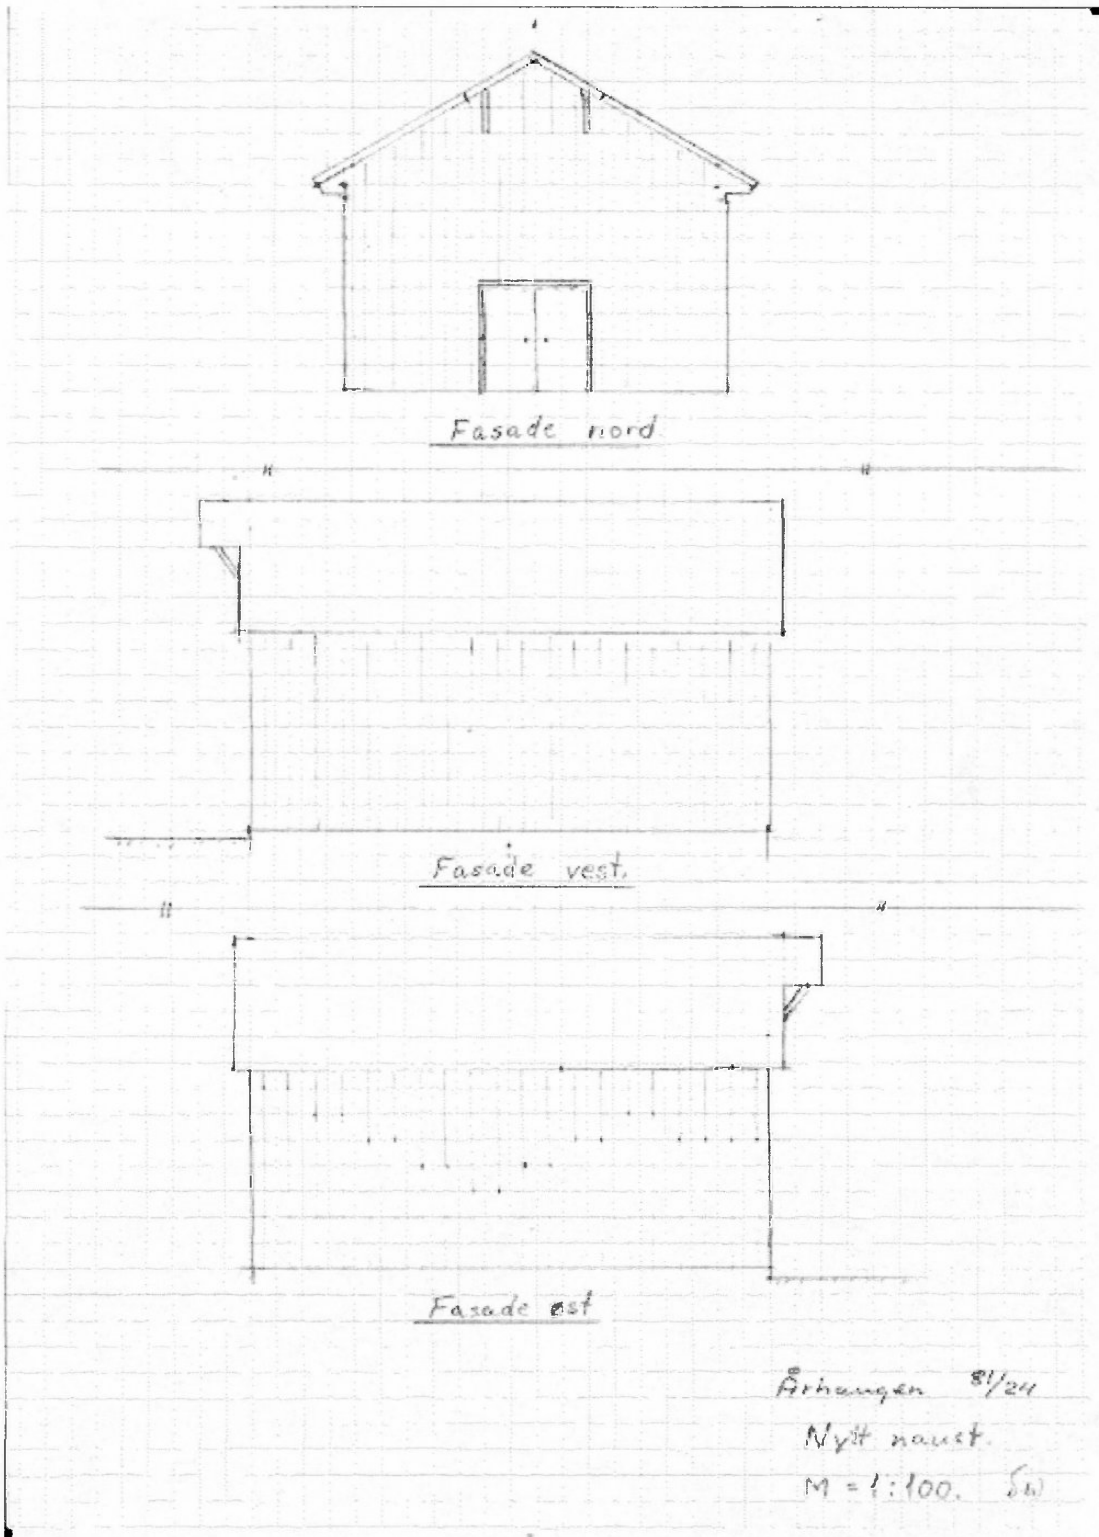 Fasade nord.
Fasade vest.
Fasade øst
Århaugen 81/24
Nytt naust.
M = 1:100.